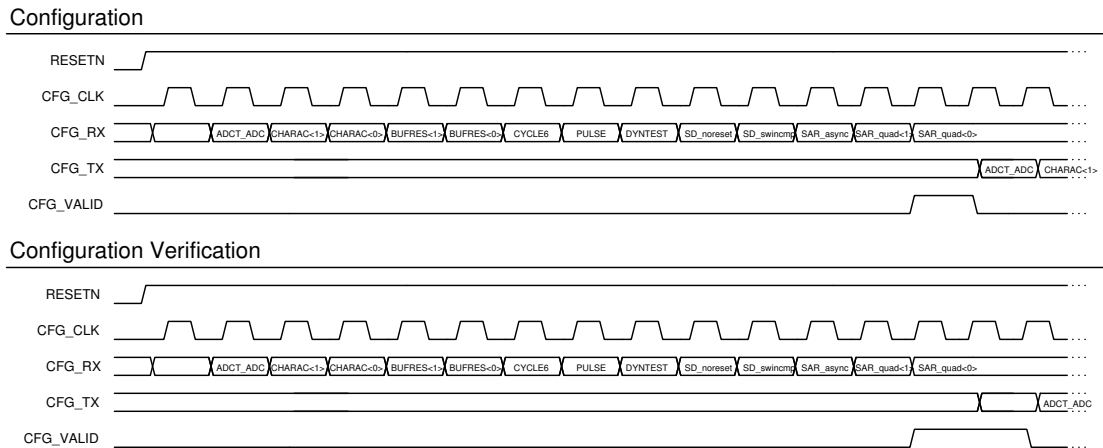 Configuration
RESETN
. . .
CFG_CLK
. . .
CFG_RX ADCT_ADC CHARAC<1> CHARAC<0> BUFRES<1> BUFRES<0> CYCLE6 PULSE DYNTEST SD_noreset SD_swincmp SAR_async SAR_quad<1> SAR_quad<0>
. . .
CFG_TX ADCT_ADC CHARAC<1>
. . .
CFG_VALID
. . .
Configuration Verification
RESETN
. . .
CFG_CLK
. . .
CFG_RX ADCT_ADC CHARAC<1> CHARAC<0> BUFRES<1> BUFRES<0> CYCLE6 PULSE DYNTEST SD_noreset SD_swincmp SAR_async SAR_quad<1> SAR_quad<0>
. . .
CFG_TX ADCT_ADC
. . .
CFG_VALID
. . .